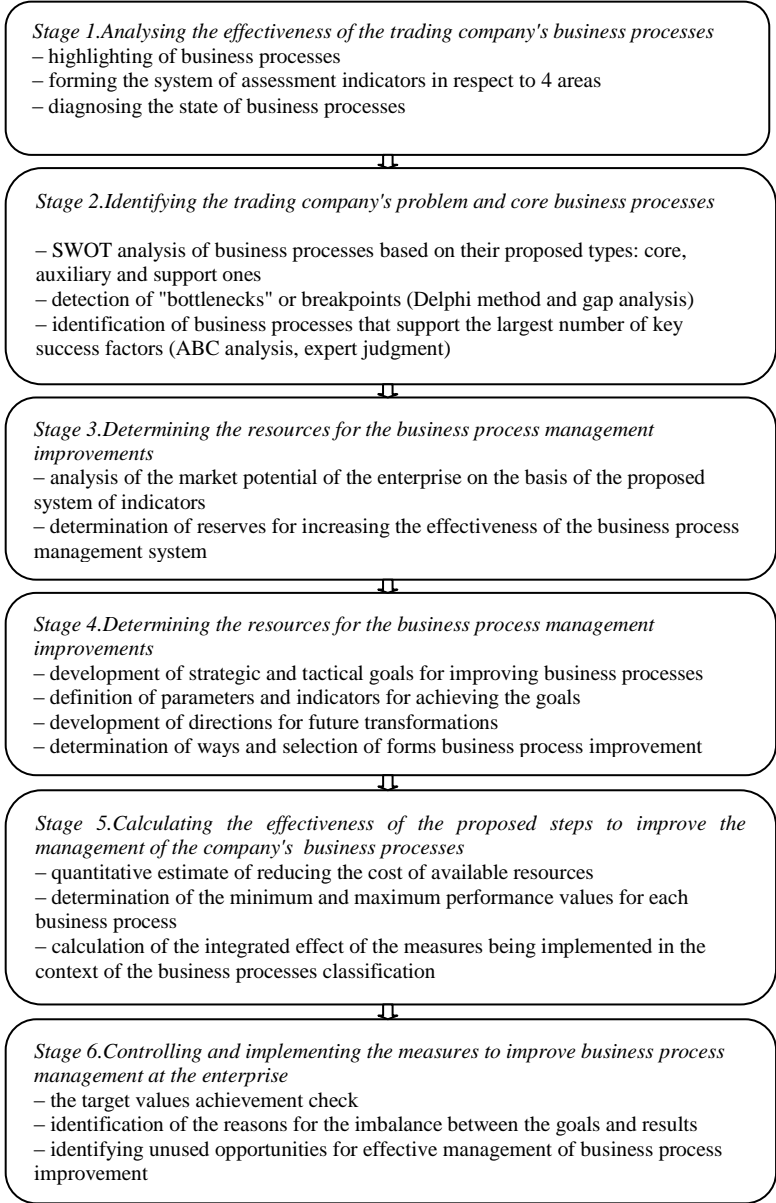 Stage 1.Analysing the effectiveness of the trading company's business processes
– highlighting of business processes
– forming the system of assessment indicators in respect to 4 areas
– diagnosing the state of business processes
Stage 2.Identifying the trading company's problem and core business processes
– SWOT analysis of business processes based on their proposed types: core,
auxiliary and support ones
– detection of "bottlenecks" or breakpoints (Delphi method and gap analysis)
– identification of business processes that support the largest number of key
success factors (ABC analysis, expert judgment)
Stage 3.Determining the resources for the business process management
improvements
– analysis of the market potential of the enterprise on the basis of the proposed
system of indicators
– determination of reserves for increasing the effectiveness of the business process
management system
Stage 4.Determining the resources for the business process management
improvements
– development of strategic and tactical goals for improving business processes
– definition of parameters and indicators for achieving the goals
– development of directions for future transformations
– determination of ways and selection of forms business process improvement
Stage 5.Calculating the effectiveness of the proposed steps to improve the
management of the company's business processes
– quantitative estimate of reducing the cost of available resources
– determination of the minimum and maximum performance values for each
business process
– calculation of the integrated effect of the measures being implemented in the
context of the business processes classification
Stage 6.Controlling and implementing the measures to improve business process
management at the enterprise
– the target values achievement check
– identification of the reasons for the imbalance between the goals and results
– identifying unused opportunities for effective management of business process
improvement